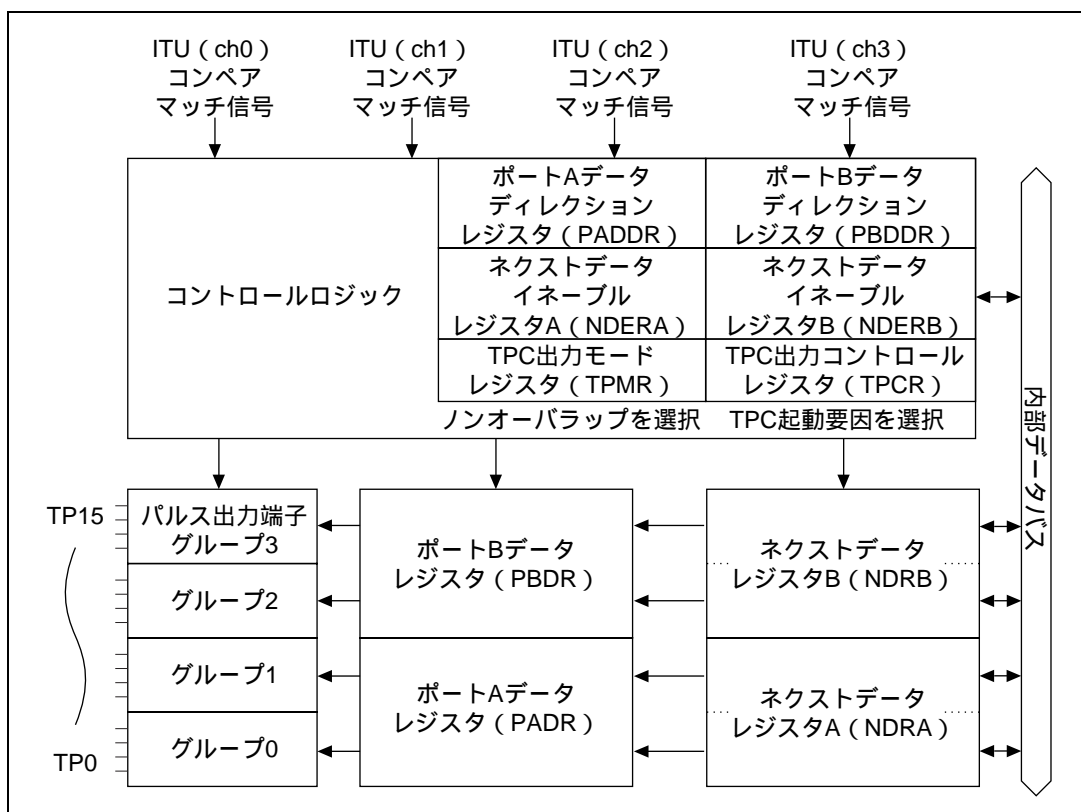 ITU（ch0）
コンペア
マッチ信号
ITU（ch1）
コンペア
マッチ信号
ITU（ch2）
コンペア
マッチ信号
ITU（ch3）
コンペア
マッチ信号
コントロールロジック
ポートAデータ
ディレクション
レジスタ（PADDR）
ポートBデータ
ディレクション
レジスタ（PBDDR）
ネクストデータ
イネーブル
レジスタA（NDERA）
ネクストデータ
イネーブル
レジスタB（NDERB）
TPC出力モード
レジスタ（TPMR）
TPC出力コントロール
レジスタ（TPCR）
ノンオーバラップを選択
TPC起動要因を選択
内部データバス
TP15
TP0
パルス出力端子
グループ3
グループ2
グループ1
グループ0
ポートBデータ
レジスタ（PBDR）
ポートAデータ
レジスタ（PADR）
ネクストデータ
レジスタB（NDRB）
ネクストデータ
レジスタA（NDRA）